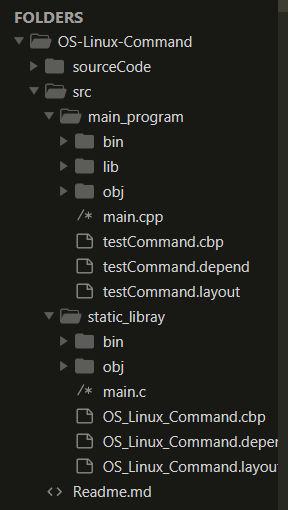 FOLDERS
OS-Linux-Command
sourceCode
src
main_program
bin
lib
obj
/* main.cpp
testCommand.cbp
testCommand.depend
testCommand.layout
static_libray
bin
obj
/* main.c
OS_Linux_Command.cbp
OS_Linux_Command.deper
OS_Linux_Command.layou
<> Readme.md